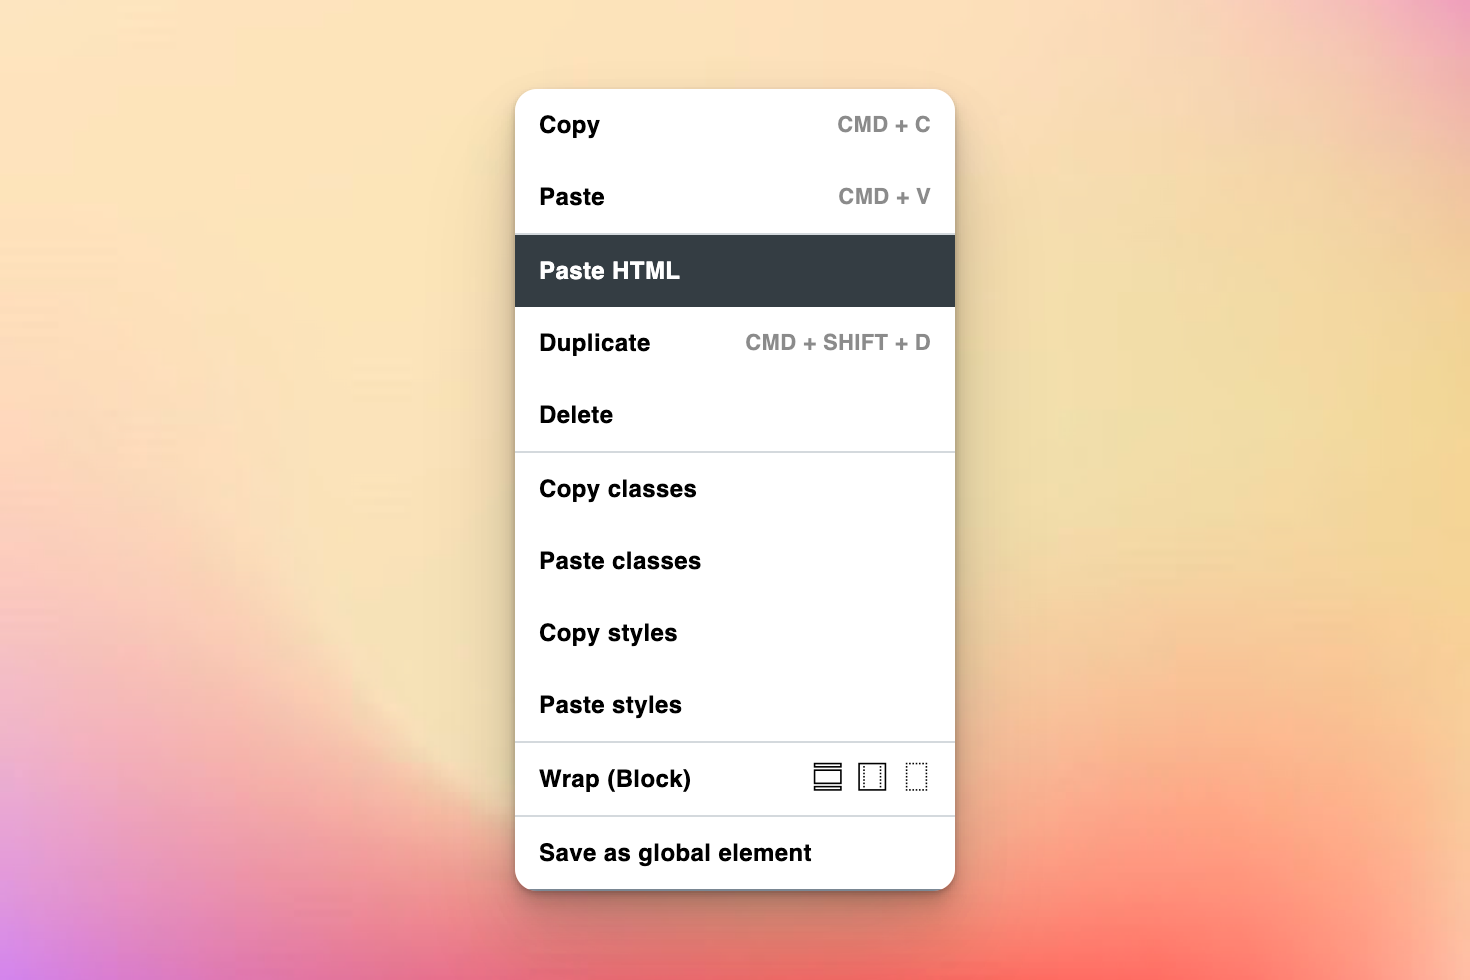 Copy CMD + C
Paste CMD + V
Paste HTML
Duplicate CMD + SHIFT + D
Delete
Copy classes
Paste classes
Copy styles
Paste styles
Wrap (Block)
Save as global element